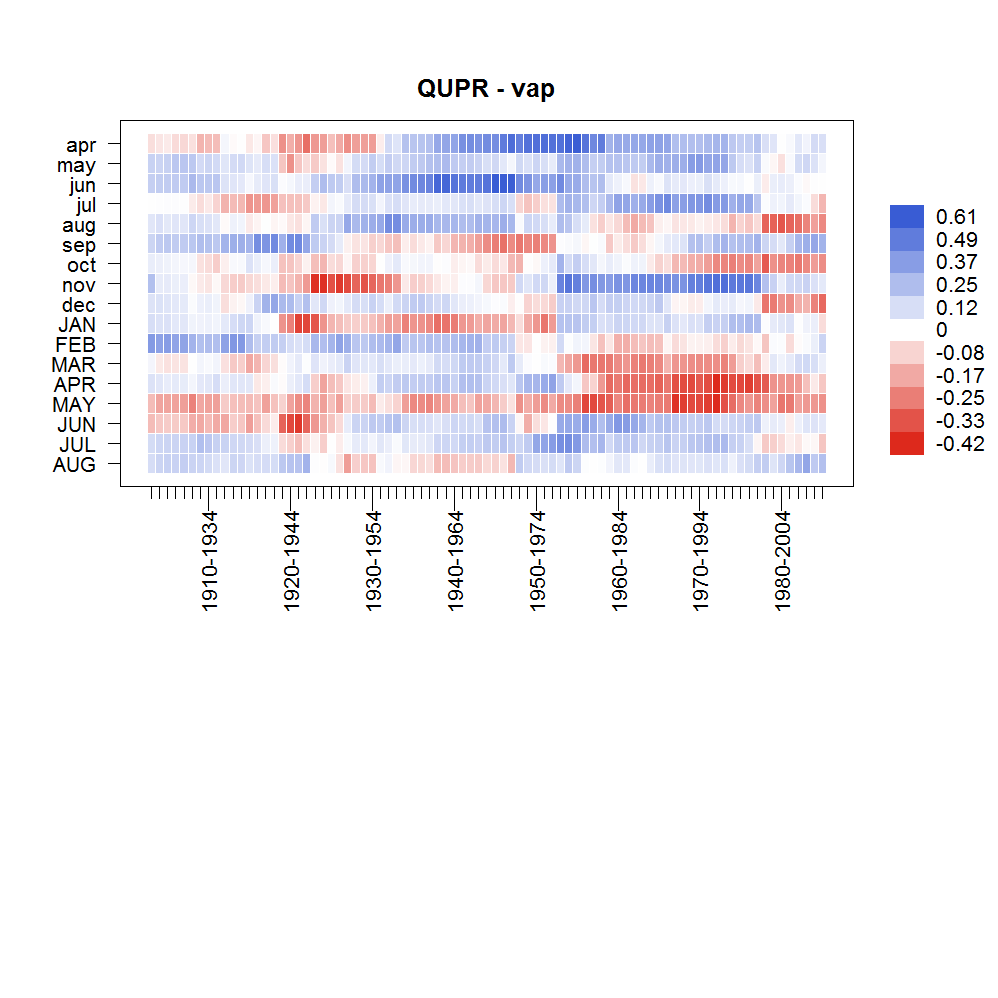 QUPR - vap
apr
may
jun
jul
aug
sep
oct
nov
dec
JAN
FEB
MAR
APR
MAY
JUN
JUL
AUG
0.61
0.49
0.37
0.25
0.12
0
-0.08
-0.17
-0.25
-0.33
-0.42
1910-1934
1920-1944
1930-1954
1940-1964
1950-1974
1960-1984
1970-1994
1980-2004